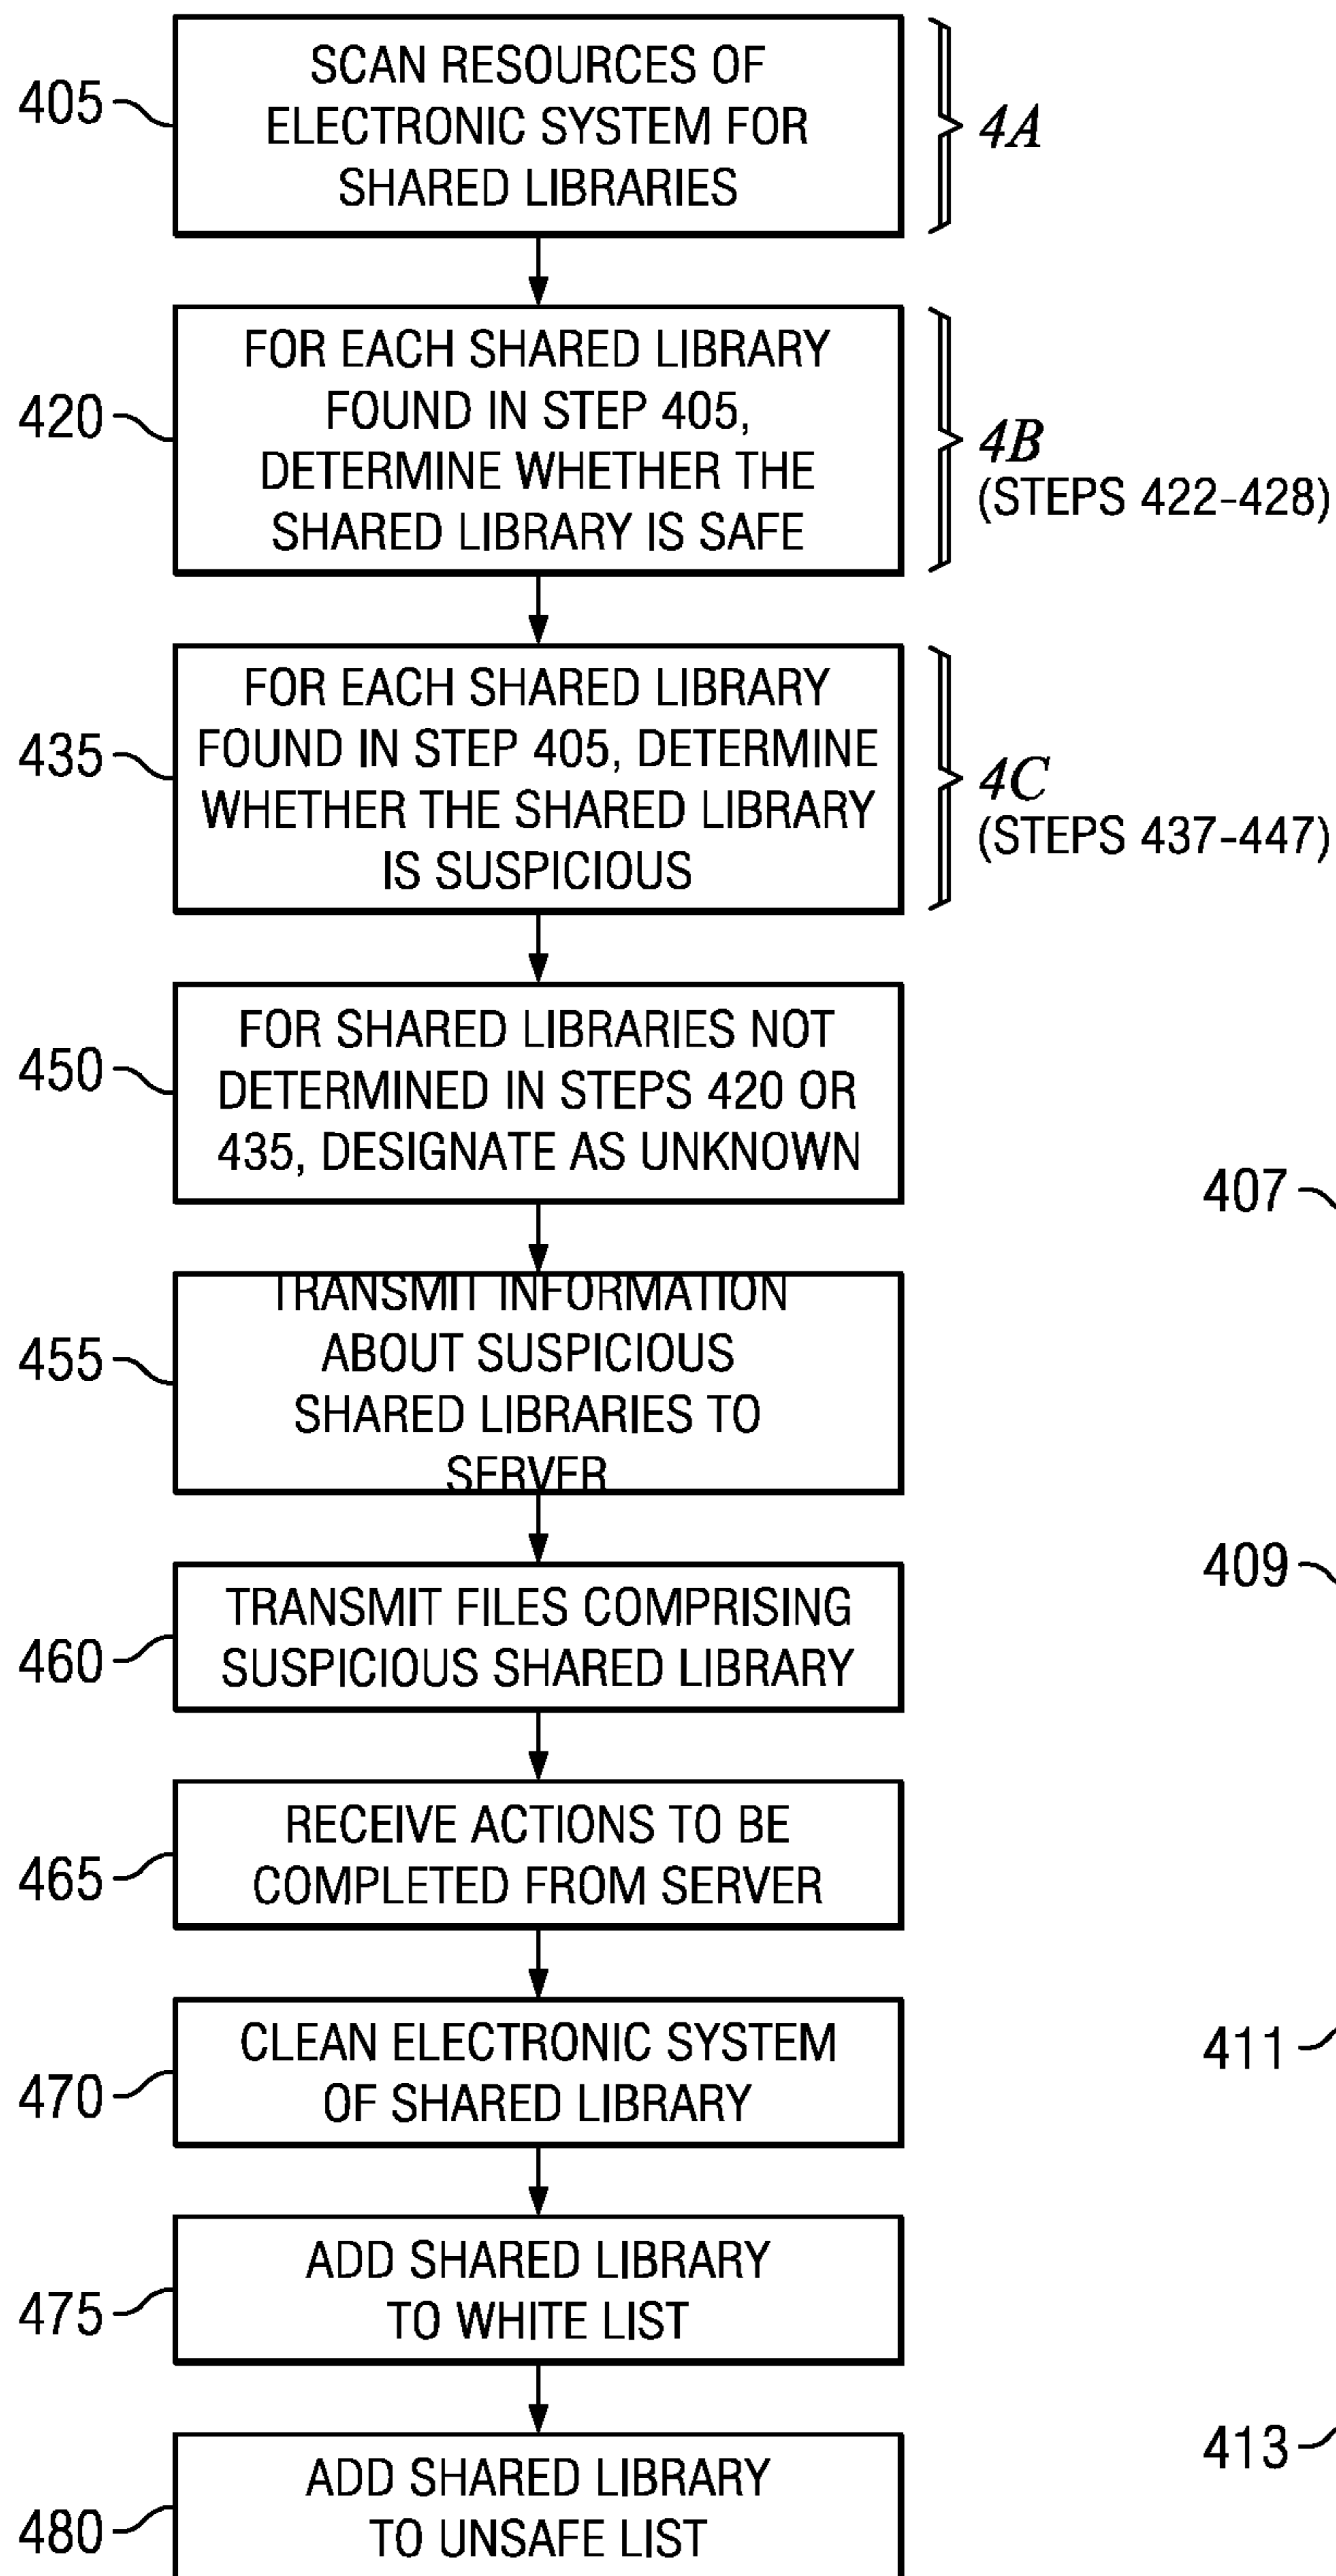 405
SCAN RESOURCES OF
ELECTRONIC SYSTEM FOR
SHARED LIBRARIES
4A
420
FOR EACH SHARED LIBRARY
FOUND IN STEP 405,
DETERMINE WHETHER THE
SHARED LIBRARY IS SAFE
4B
(STEPS 422-428)
435
FOR EACH SHARED LIBRARY
FOUND IN STEP 405, DETERMINE
WHETHER THE SHARED LIBRARY
IS SUSPICIOUS
4C
(STEPS 437-447)
450
FOR SHARED LIBRARIES NOT
DETERMINED IN STEPS 420 OR
435, DESIGNATE AS UNKNOWN
407
455
TRANSMIT INFORMATION
ABOUT SUSPICIOUS
SHARED LIBRARIES TO
SERVER
409
460
TRANSMIT FILES COMPRISING
SUSPICIOUS SHARED LIBRARY
465
RECEIVE ACTIONS TO BE
COMPLETED FROM SERVER
411
470
CLEAN ELECTRONIC SYSTEM
OF SHARED LIBRARY
475
ADD SHARED LIBRARY
TO WHITE LIST
413
480
ADD SHARED LIBRARY
TO UNSAFE LIST